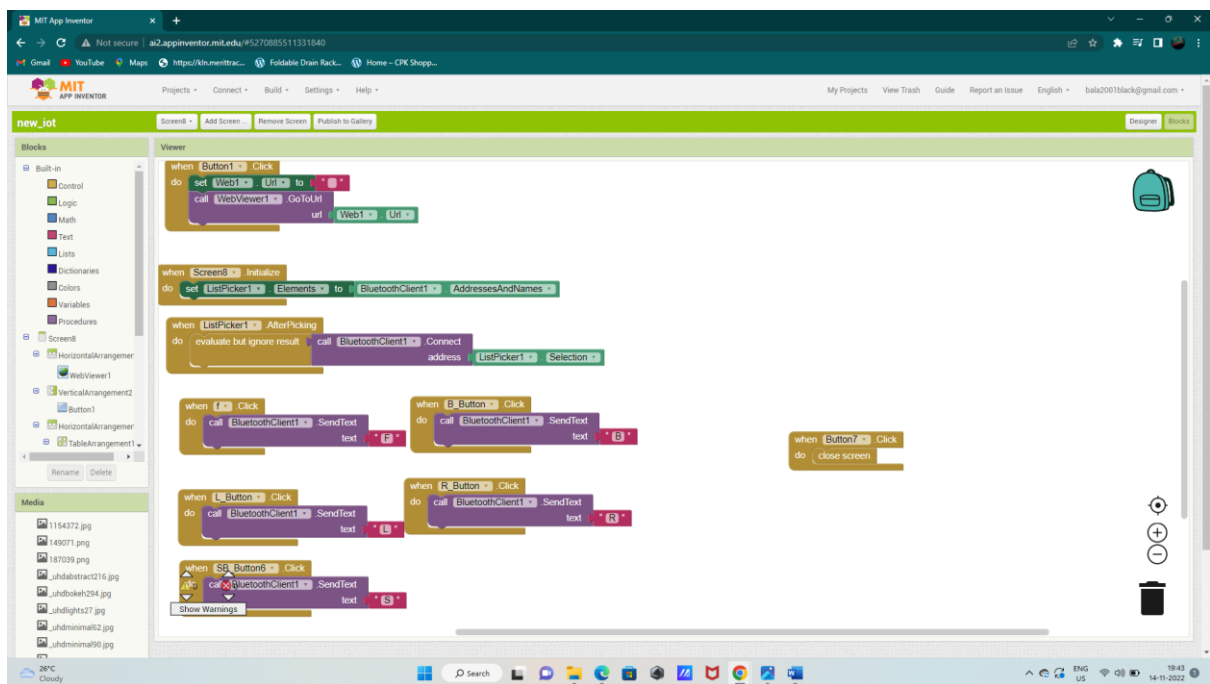 MIT App Inventor
Not secure | ai2.appinventor.mit.edu/#5270885511331840
Gmail YouTube Maps https://kln.merittrac... Foldable Drain Rack... Home – CPK Shopp...
MIT APP INVENTOR
Projects Connect Build Settings Help
My Projects View Trash Guide Report an Issue English bala2001black@gmail.com
new_iot
Screen8 Add Screen ... Remove Screen Publish to Gallery
Designer Blocks
Blocks
Built-in
Control
Logic
Math
Text
Lists
Dictionaries
Colors
Variables
Procedures
Screen8
HorizontalArrangemer
WebViewer1
VerticalArrangement2
Button1
HorizontalArrangemer
TableArrangement1
Rename Delete
Media
1154372.jpg
149071.png
187039.png
_uhdabstract216.jpg
_uhdbokeh294.jpg
_uhdlights27.jpg
_uhdminimal62.jpg
_uhdminimal90.jpg
Viewer
when Button1 .Click
do set Web1 . Url to " "
call WebViewer1 .GoToUrl
url Web1 . Url
when Screen8 .Initialize
do set ListPicker1 . Elements to BluetoothClient1 . AddressesAndNames
when ListPicker1 .AfterPicking
do evaluate but ignore result call BluetoothClient1 .Connect
address ListPicker1 . Selection
when f .Click
do call BluetoothClient1 .SendText
text " F "
when B_Button .Click
do call BluetoothClient1 .SendText
text " B "
when Button7 .Click
do close screen
when L_Button .Click
do call BluetoothClient1 .SendText
text " L "
when R_Button .Click
do call BluetoothClient1 .SendText
text " R "
when SB_Button6 .Click
do call BluetoothClient1 .SendText
text " S "
Show Warnings
26°C
Cloudy
Search
ENG
US
19:43
14-11-2022